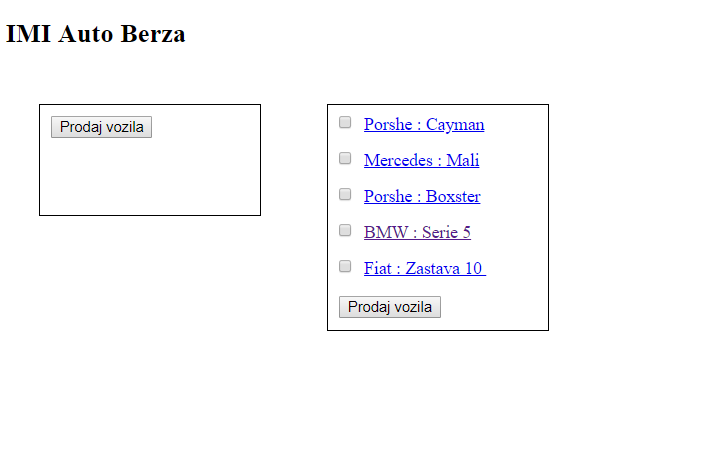 IMI Auto Berza
Prodaj vozila
Porshe : Cayman
Mercedes : Mali
Porshe : Boxster
BMW : Serie 5
Fiat : Zastava 10
Prodaj vozila